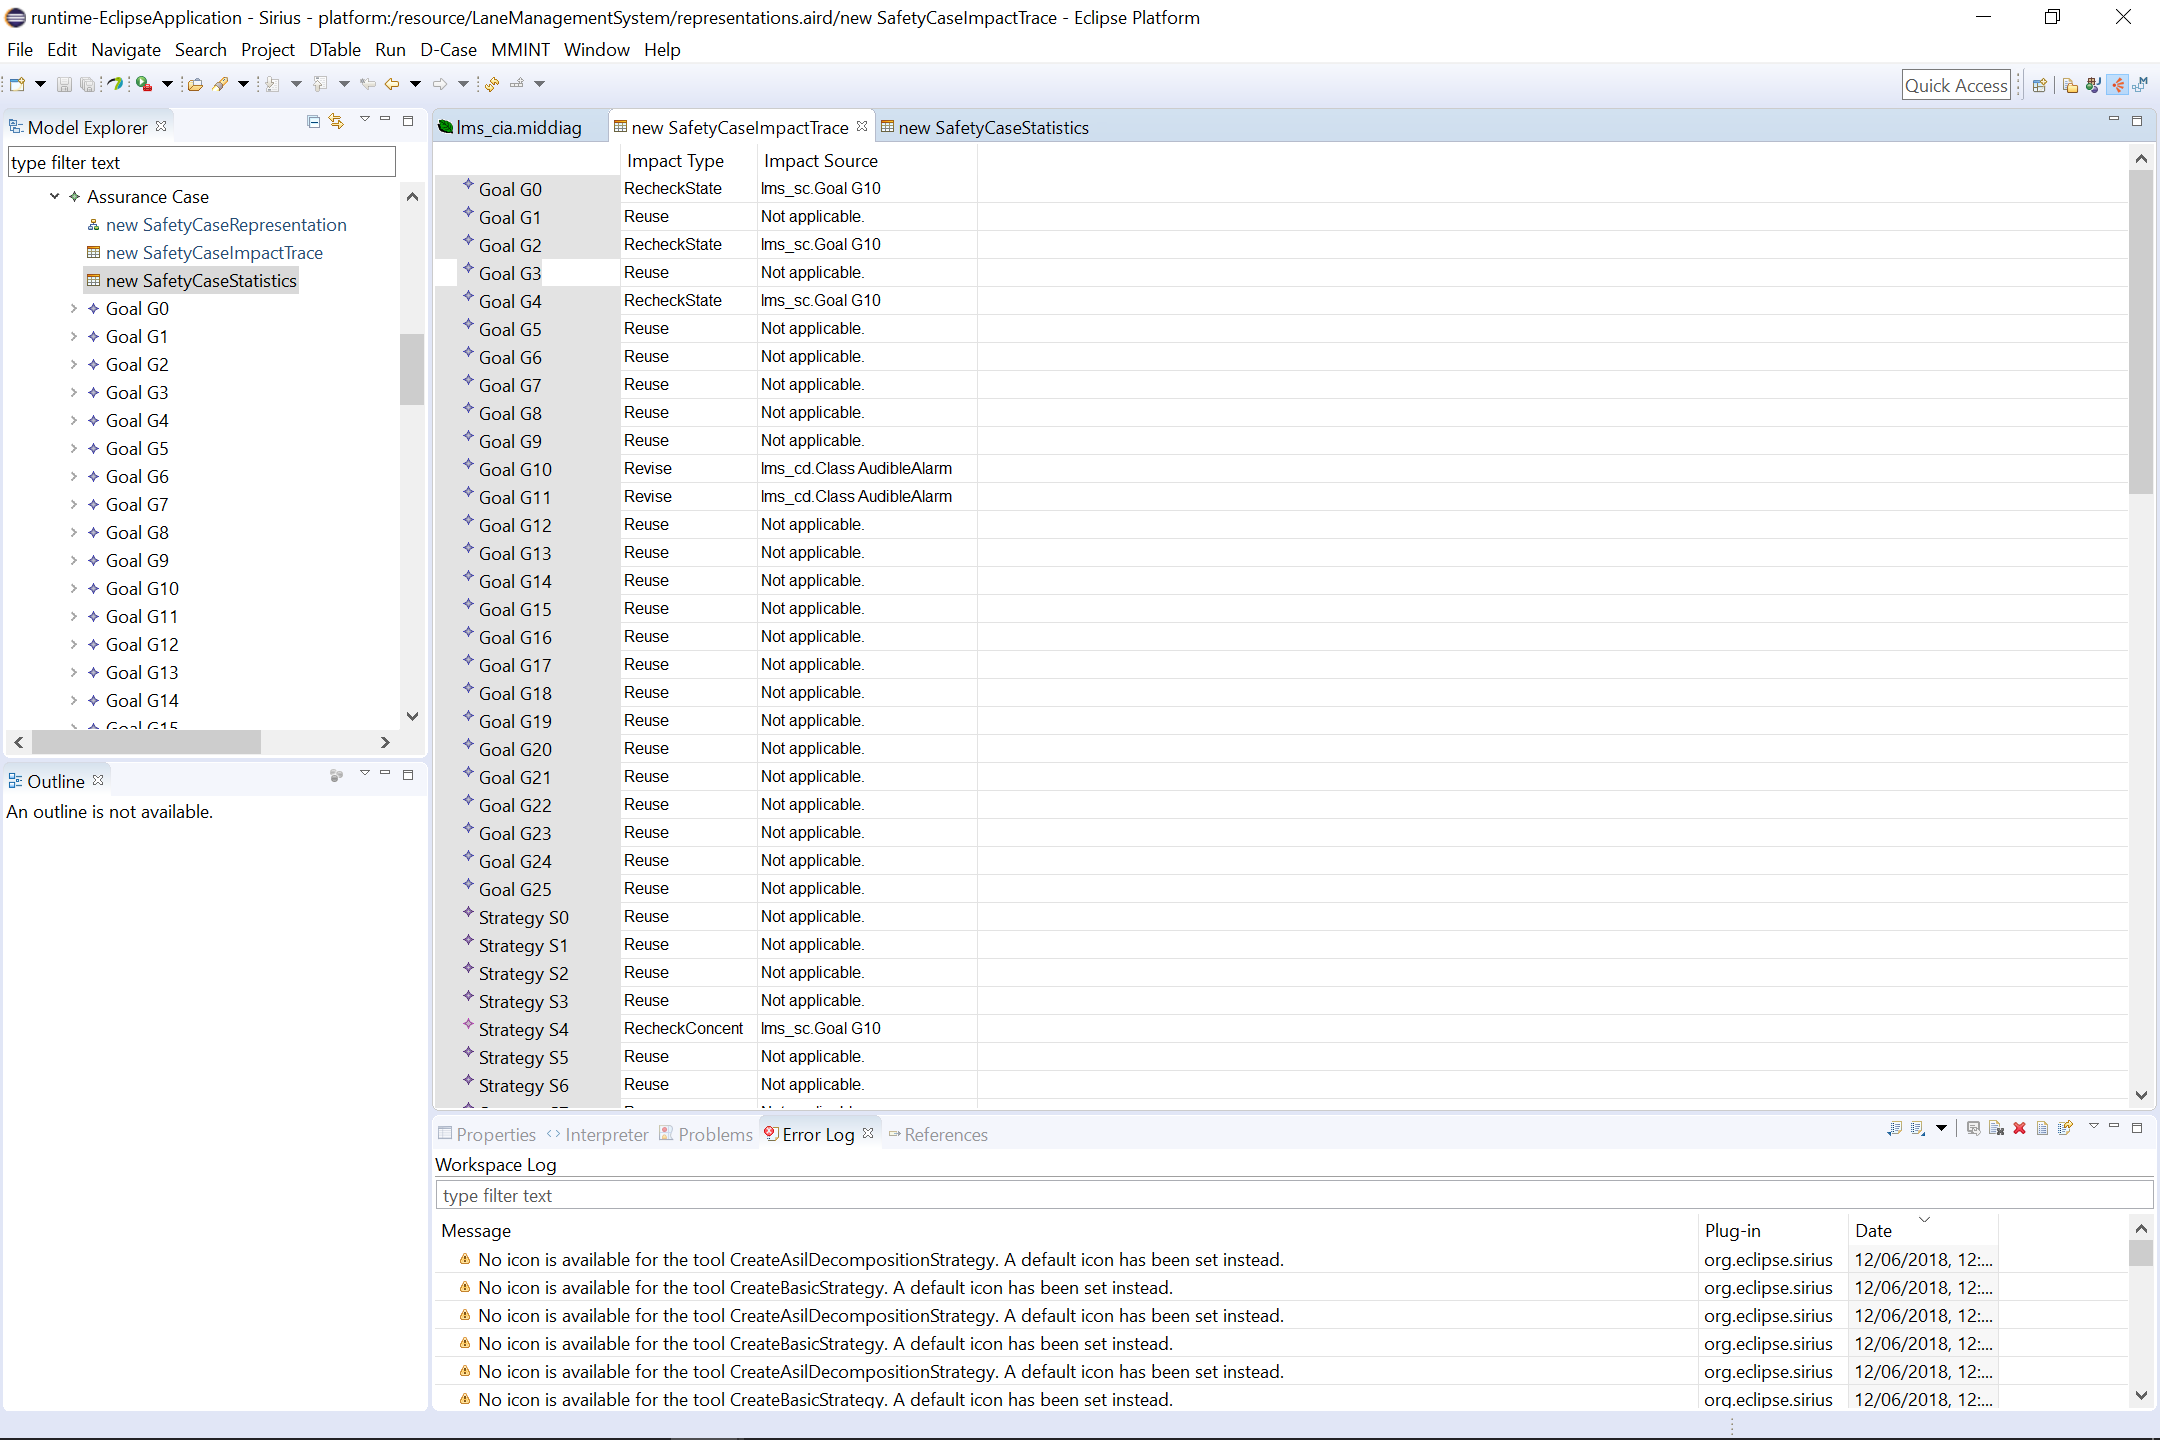 runtime-EclipseApplication - Sirius - platform:/resource/LaneManagementSystem/representations.aird/new SafetyCaseImpactTrace - Eclipse Platform
File Edit Navigate Search Project DTable Run D-Case MMINT Window Help
Quick Access
Model Explorer
type filter text
Assurance Case
new SafetyCaseRepresentation
new SafetyCaseImpactTrace
new SafetyCaseStatistics
Goal G0
Goal G1
Goal G2
Goal G3
Goal G4
Goal G5
Goal G6
Goal G7
Goal G8
Goal G9
Goal G10
Goal G11
Goal G12
Goal G13
Goal G14
Goal G15
Outline
An outline is not available.
lms_cia.middiag new SafetyCaseImpactTrace new SafetyCaseStatistics
Impact Type Impact Source
Goal G0 RecheckState lms_sc.Goal G10
Goal G1 Reuse Not applicable.
Goal G2 RecheckState lms_sc.Goal G10
Goal G3 Reuse Not applicable.
Goal G4 RecheckState lms_sc.Goal G10
Goal G5 Reuse Not applicable.
Goal G6 Reuse Not applicable.
Goal G7 Reuse Not applicable.
Goal G8 Reuse Not applicable.
Goal G9 Reuse Not applicable.
Goal G10 Revise lms_cd.Class AudibleAlarm
Goal G11 Revise lms_cd.Class AudibleAlarm
Goal G12 Reuse Not applicable.
Goal G13 Reuse Not applicable.
Goal G14 Reuse Not applicable.
Goal G15 Reuse Not applicable.
Goal G16 Reuse Not applicable.
Goal G17 Reuse Not applicable.
Goal G18 Reuse Not applicable.
Goal G19 Reuse Not applicable.
Goal G20 Reuse Not applicable.
Goal G21 Reuse Not applicable.
Goal G22 Reuse Not applicable.
Goal G23 Reuse Not applicable.
Goal G24 Reuse Not applicable.
Goal G25 Reuse Not applicable.
Strategy S0 Reuse Not applicable.
Strategy S1 Reuse Not applicable.
Strategy S2 Reuse Not applicable.
Strategy S3 Reuse Not applicable.
Strategy S4 RecheckConcent lms_sc.Goal G10
Strategy S5 Reuse Not applicable.
Strategy S6 Reuse Not applicable.
Properties Interpreter Problems Error Log References
Workspace Log
type filter text
Message Plug-in Date
No icon is available for the tool CreateAsilDecompositionStrategy. A default icon has been set instead. org.eclipse.sirius 12/06/2018, 12:...
No icon is available for the tool CreateBasicStrategy. A default icon has been set instead. org.eclipse.sirius 12/06/2018, 12:...
No icon is available for the tool CreateAsilDecompositionStrategy. A default icon has been set instead. org.eclipse.sirius 12/06/2018, 12:...
No icon is available for the tool CreateBasicStrategy. A default icon has been set instead. org.eclipse.sirius 12/06/2018, 12:...
No icon is available for the tool CreateAsilDecompositionStrategy. A default icon has been set instead. org.eclipse.sirius 12/06/2018, 12:...
No icon is available for the tool CreateBasicStrategy. A default icon has been set instead. org.eclipse.sirius 12/06/2018, 12:...